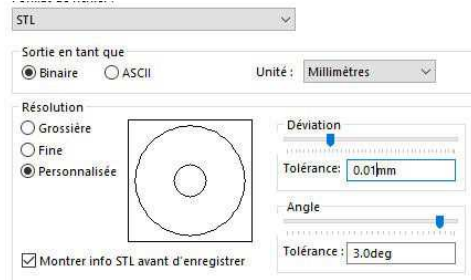 STL
Sortie en tant que
Binaire ASCII Unité : Millimètres
Résolution
Grossière
Fine
Personnalisée
Déviation
Tolérance: 0.01mm
Angle
Tolérance : 3.0deg
Montrer info STL avant d'enregistrer